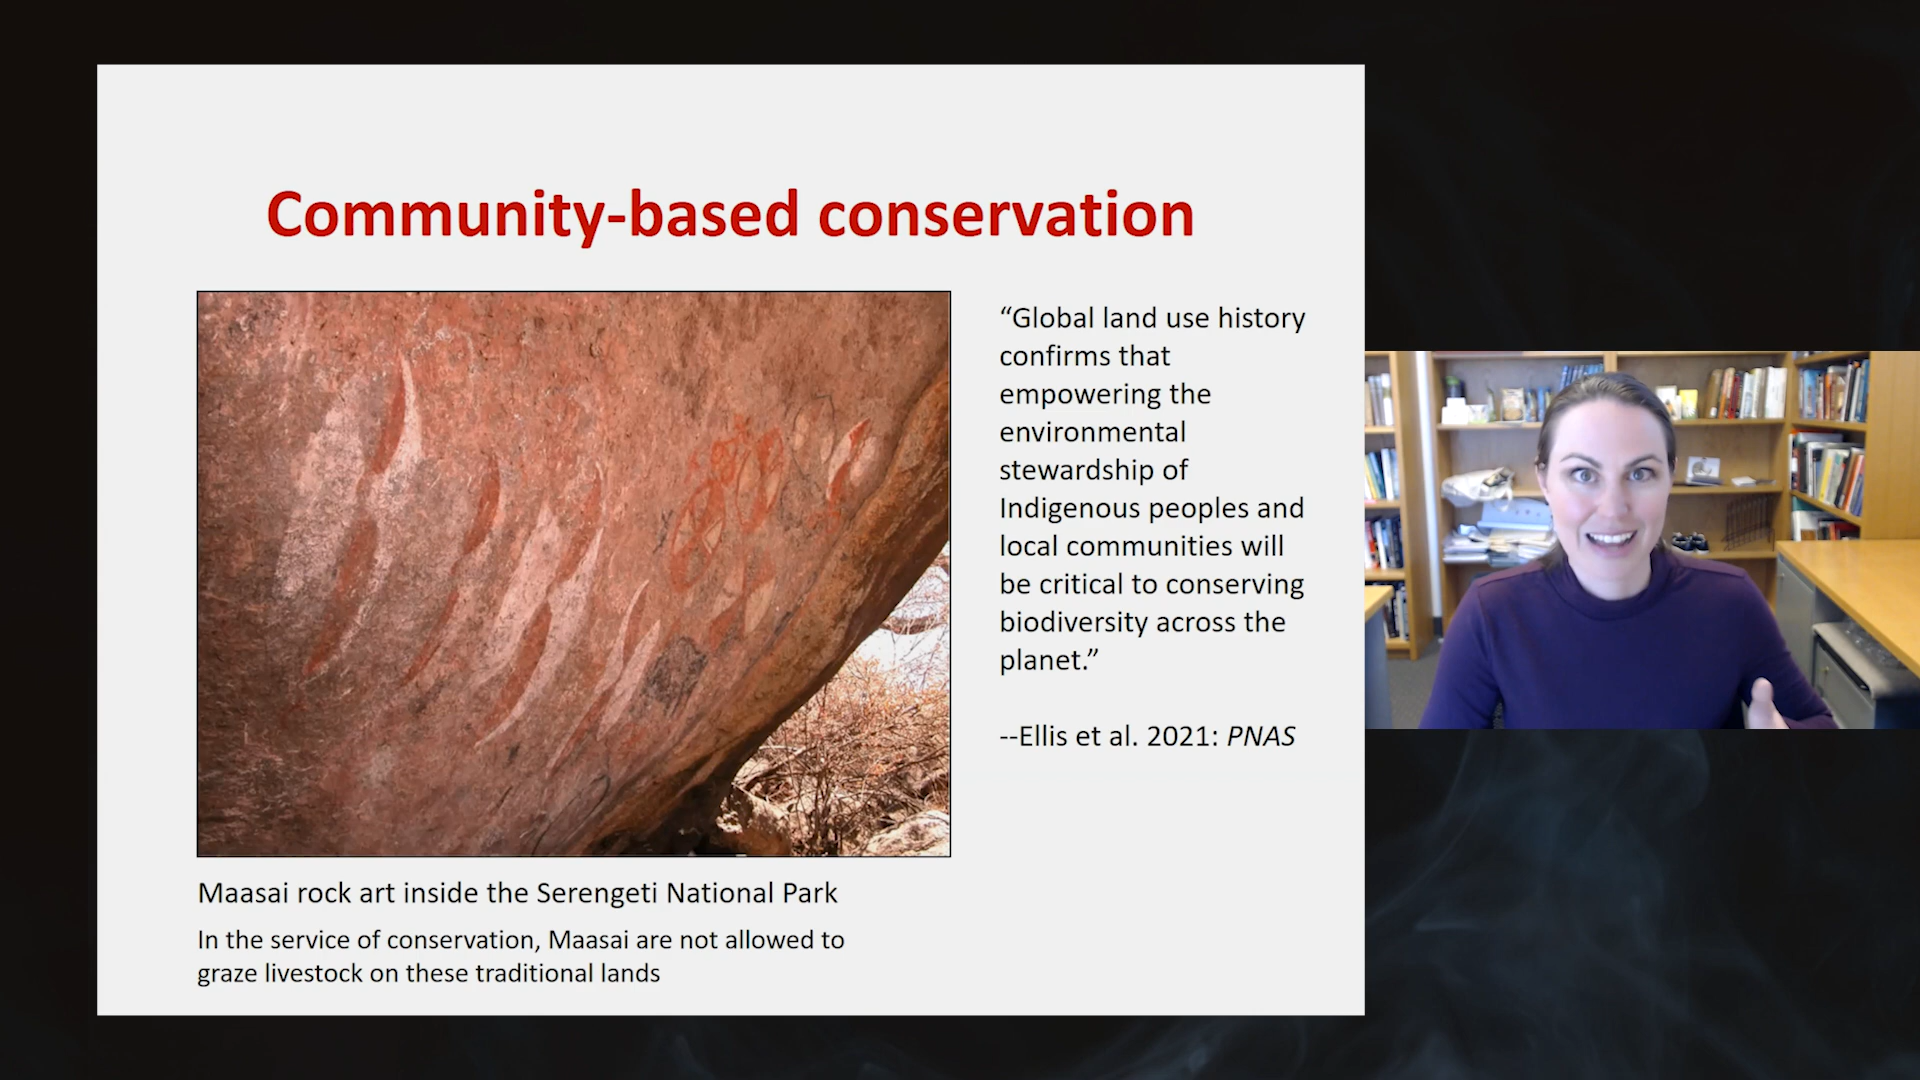 Community-based conservation
“Global land use history
confirms that
empowering the
environmental
stewardship of
Indigenous peoples and
local communities will
be critical to conserving
biodiversity across the
planet.”
--Ellis et al. 2021: PNAS
Maasai rock art inside the Serengeti National Park
In the service of conservation, Maasai are not allowed to
graze livestock on these traditional lands